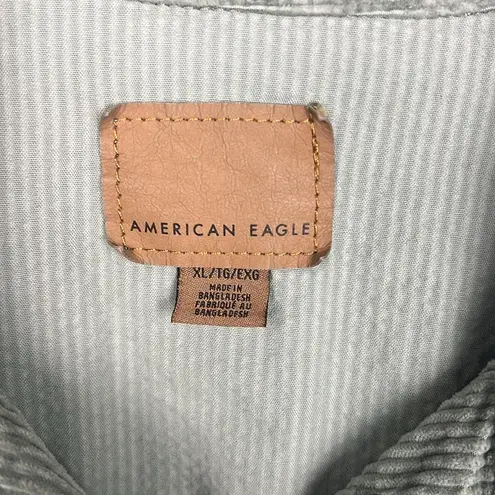 AMERICAN EAGLE
XL/TG/EXG
MADE IN
BANGLADESH
FABRIQUÉ AU
BANGLADESH